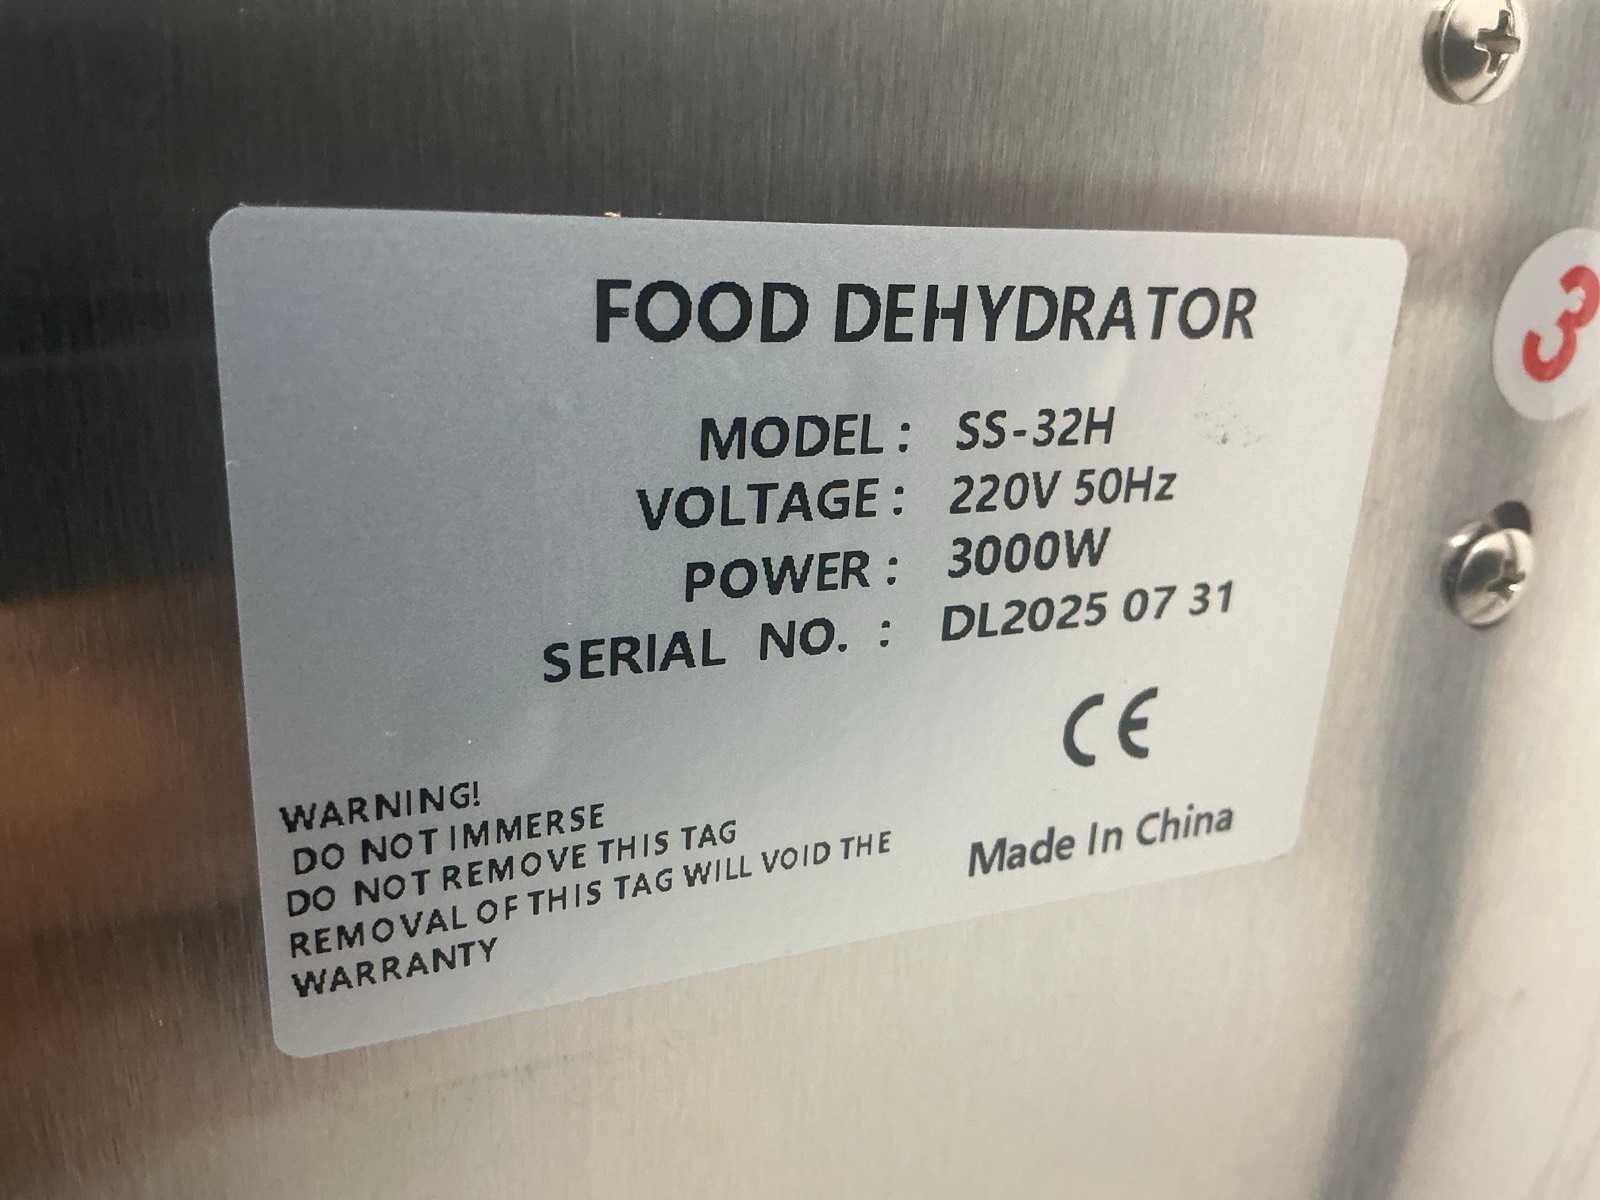 FOOD DEHYDRATOR
MODEL: SS-32H
VOLTAGE: 220V 50Hz
POWER: 3000W
SERIAL NO. : DL2025 07 31
CE
WARNING!
DO NOT IMMERSE
DO NOT REMOVE THIS TAG
REMOVAL OF THIS TAG WILL VOID THE
WARRANTY
Made In China
3